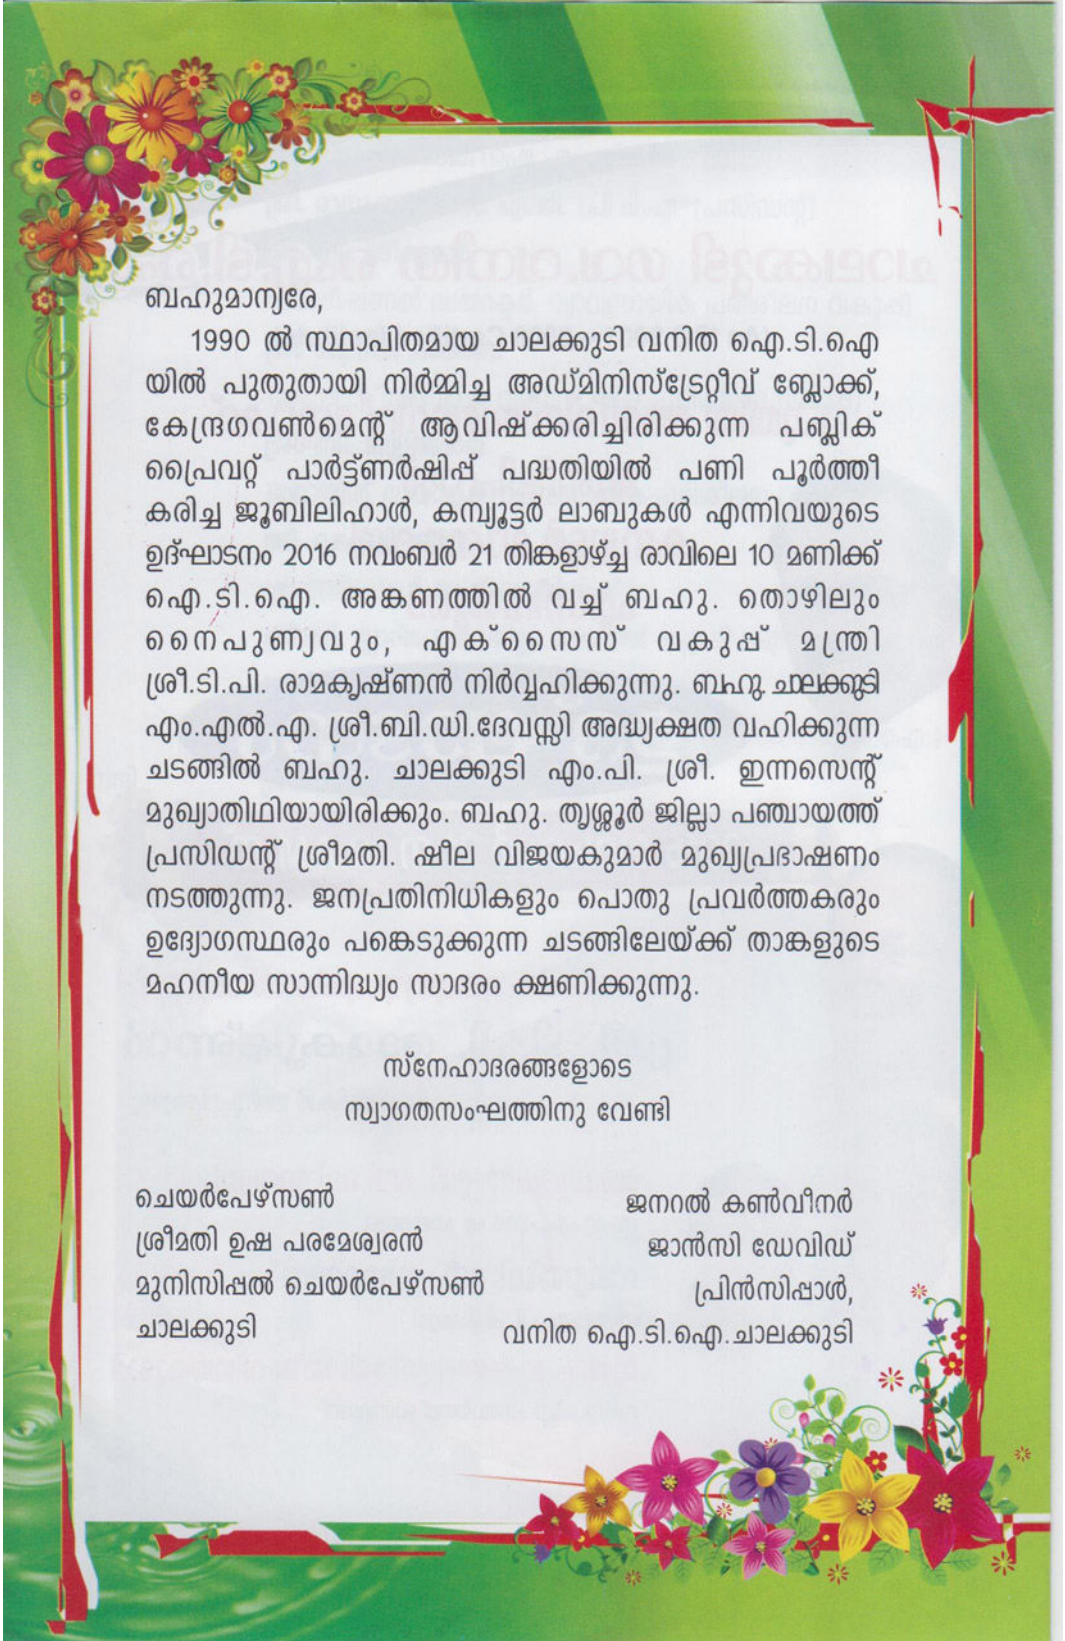 ബഹുമാന്യരേ,
1990 ൽ സ്ഥാപിതമായ ചാലക്കുടി വനിത ഐ.ടി.ഐ
യിൽ പുതുതായി നിർമ്മിച്ച അഡ്മിനിസ്ട്രേറ്റീവ് ബ്ലോക്ക്,
കേന്ദ്രഗവൺമെന്റ് ആവിഷ്ക്കരിച്ചിരിക്കുന്ന പബ്ലിക്
പ്രൈവറ്റ് പാർട്ട്ണർഷിപ്പ് പദ്ധതിയിൽ പണി പൂർത്തീ
കരിച്ച ജൂബിലിഹാൾ, കമ്പ്യൂട്ടർ ലാബുകൾ എന്നിവയുടെ
ഉദ്ഘാടനം 2016 നവംബർ 21 തിങ്കളാഴ്ച്ച രാവിലെ 10 മണിക്ക്
ഐ.ടി.ഐ. അങ്കണത്തിൽ വച്ച് ബഹു. തൊഴിലും
നൈപുണ്യവും, എക്സൈസ് വകുപ്പ് മന്ത്രി
ശ്രീ.ടി.പി. രാമകൃഷ്ണൻ നിർവ്വഹിക്കുന്നു. ബഹു. ചാലക്കുടി
എം.എൽ.എ. ശ്രീ.ബി.ഡി.ദേവസ്സി അദ്ധ്യക്ഷത വഹിക്കുന്ന
ചടങ്ങിൽ ബഹു. ചാലക്കുടി എം.പി. ശ്രീ. ഇന്നസെന്റ്
മുഖ്യാതിഥിയായിരിക്കും. ബഹു. തൃശ്ശൂർ ജില്ലാ പഞ്ചായത്ത്
പ്രസിഡന്റ് ശ്രീമതി. ഷീല വിജയകുമാർ മുഖ്യപ്രഭാഷണം
നടത്തുന്നു. ജനപ്രതിനിധികളും പൊതു പ്രവർത്തകരും
ഉദ്യോഗസ്ഥരും പങ്കെടുക്കുന്ന ചടങ്ങിലേയ്ക്ക് താങ്കളുടെ
മഹനീയ സാന്നിദ്ധ്യം സാദരം ക്ഷണിക്കുന്നു.
സ്നേഹാദരങ്ങളോടെ
സ്വാഗതസംഘത്തിനു വേണ്ടി
ചെയർപേഴ്സൺ
ശ്രീമതി ഉഷ പരമേശ്വരൻ
മുനിസിപ്പൽ ചെയർപേഴ്സൺ
ചാലക്കുടി
ജനറൽ കൺവീനർ
ജാൻസി ഡേവിഡ്
പ്രിൻസിപ്പാൾ,
വനിത ഐ.ടി.ഐ.ചാലക്കുടി